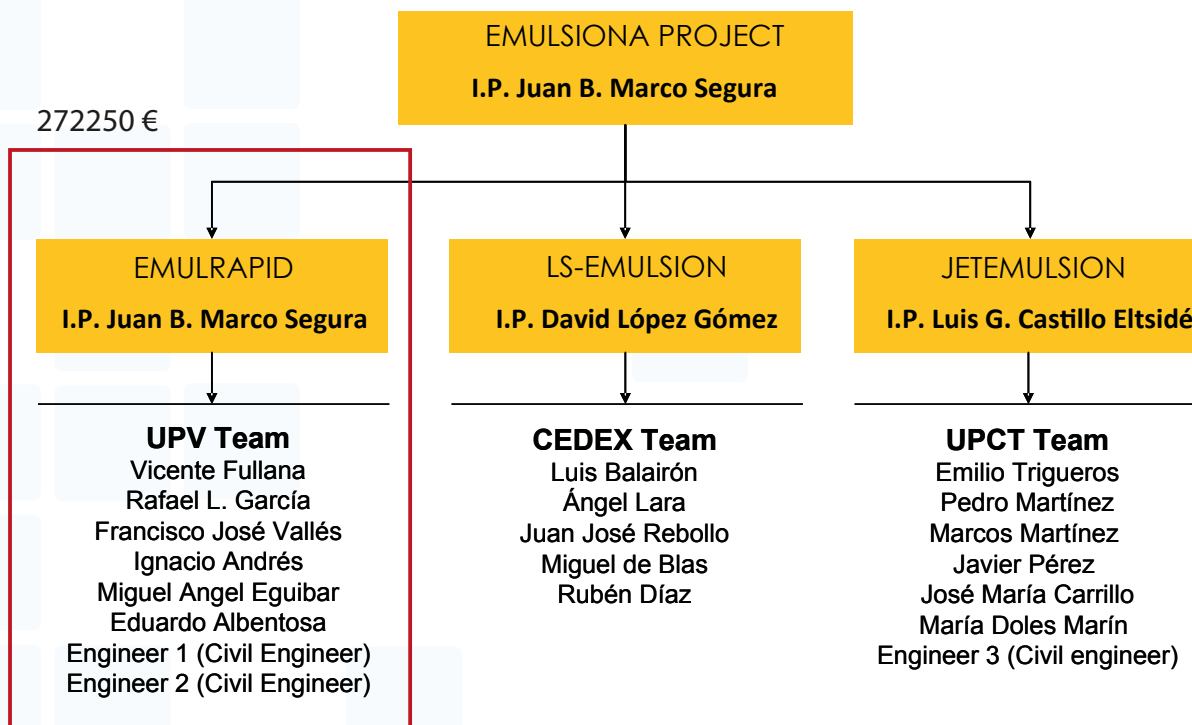 EMULSIONA PROJECT
I.P. Juan B. Marco Segura
272250 €
EMULRAPID
I.P. Juan B. Marco Segura
LS-EMULSION
I.P. David López Gómez
JETEMULSION
I.P. Luis G. Castillo Eltsidé
UPV Team
Vicente Fullana
Rafael L. García
Francisco José Vallés
Ignacio Andrés
Miguel Angel Eguibar
Eduardo Albentosa
Engineer 1 (Civil Engineer)
Engineer 2 (Civil Engineer)
CEDEX Team
Luis Balairón
Ángel Lara
Juan José Rebollo
Miguel de Blas
Rubén Díaz
UPCT Team
Emilio Trigueros
Pedro Martínez
Marcos Martínez
Javier Pérez
José María Carrillo
María Doles Marín
Engineer 3 (Civil engineer)